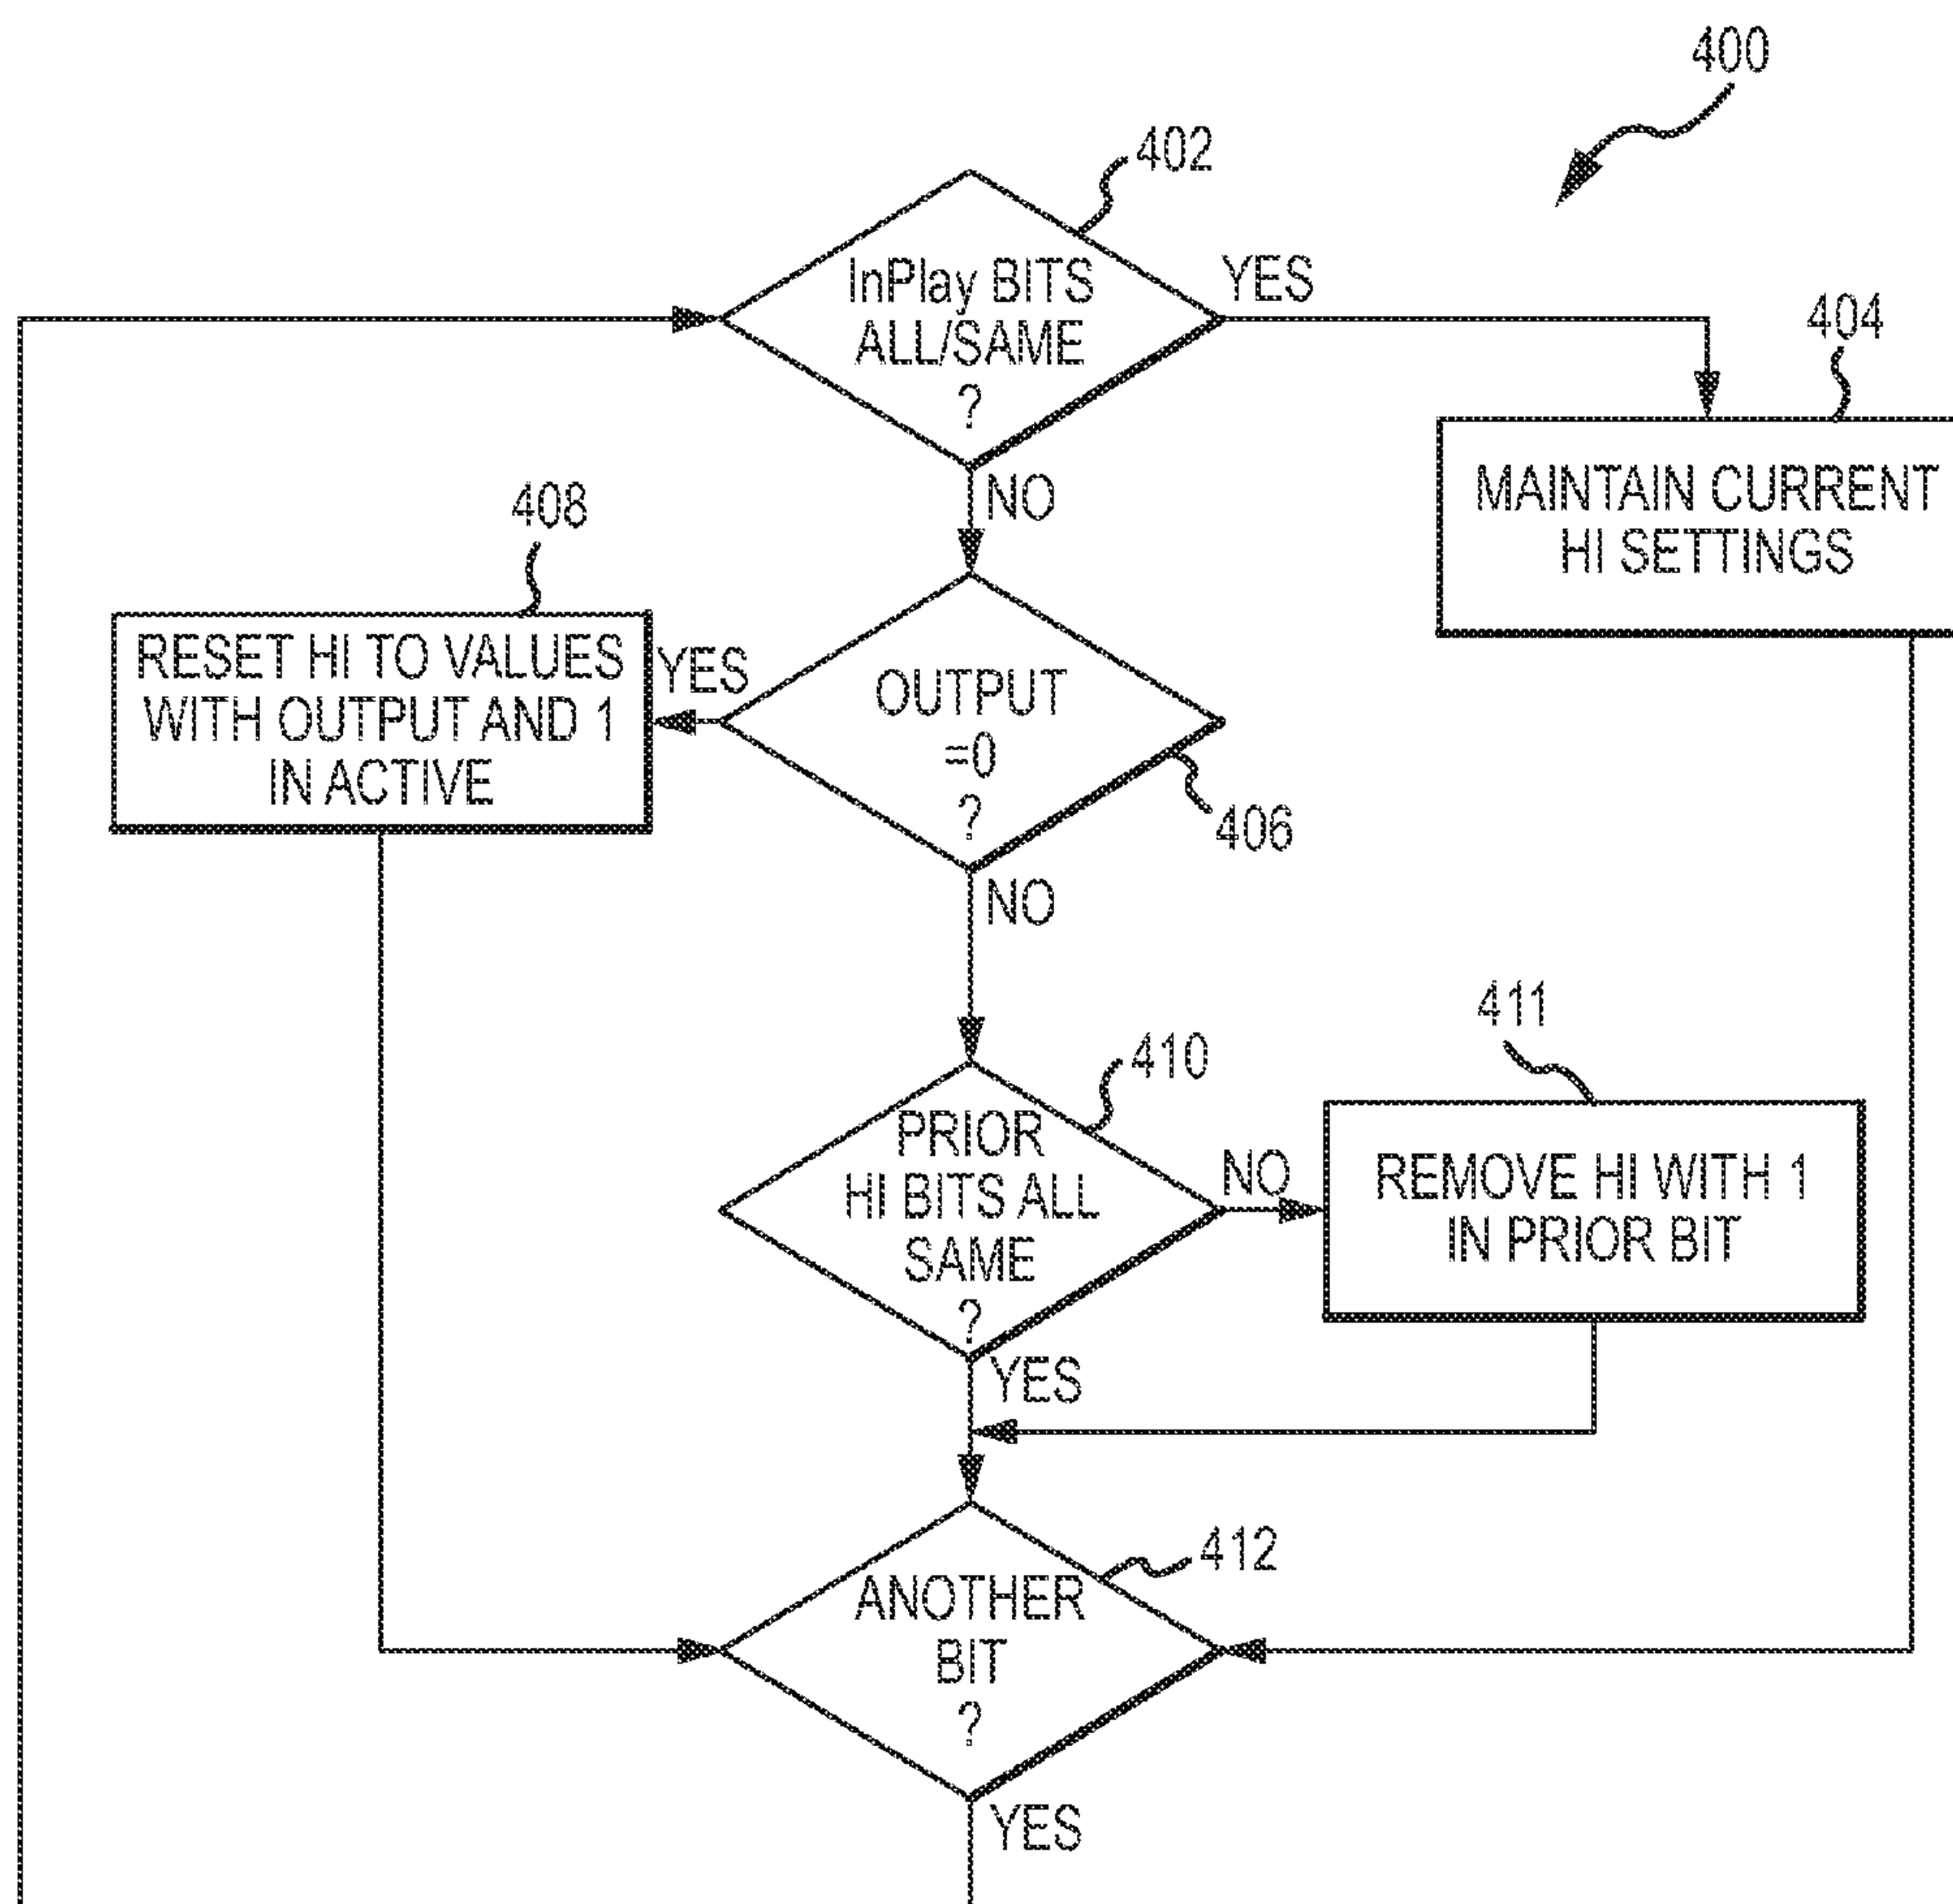 400
402
InPlay BITS
ALL/SAME
?
YES
404
MAINTAIN CURRENT
HI SETTINGS
NO
408
RESET HI TO VALUES
WITH OUTPUT AND 1
IN ACTIVE
YES
OUTPUT
=0
?
406
NO
410
PRIOR
HI BITS ALL
SAME
?
NO
411
REMOVE HI WITH 1
IN PRIOR BIT
YES
412
ANOTHER
BIT
?
YES